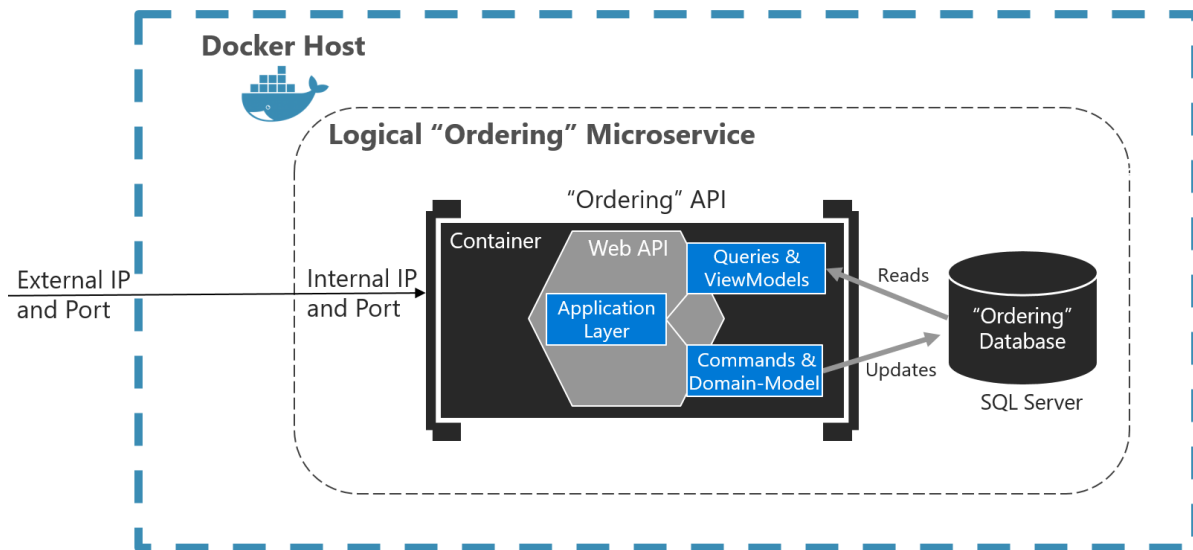 Docker Host
Logical “Ordering” Microservice
“Ordering” API
Container
Web API
Queries &
ViewModels
Application
Layer
Commands &
Domain-Model
External IP
and Port
Internal IP
and Port
Reads
Updates
“Ordering”
Database
SQL Server